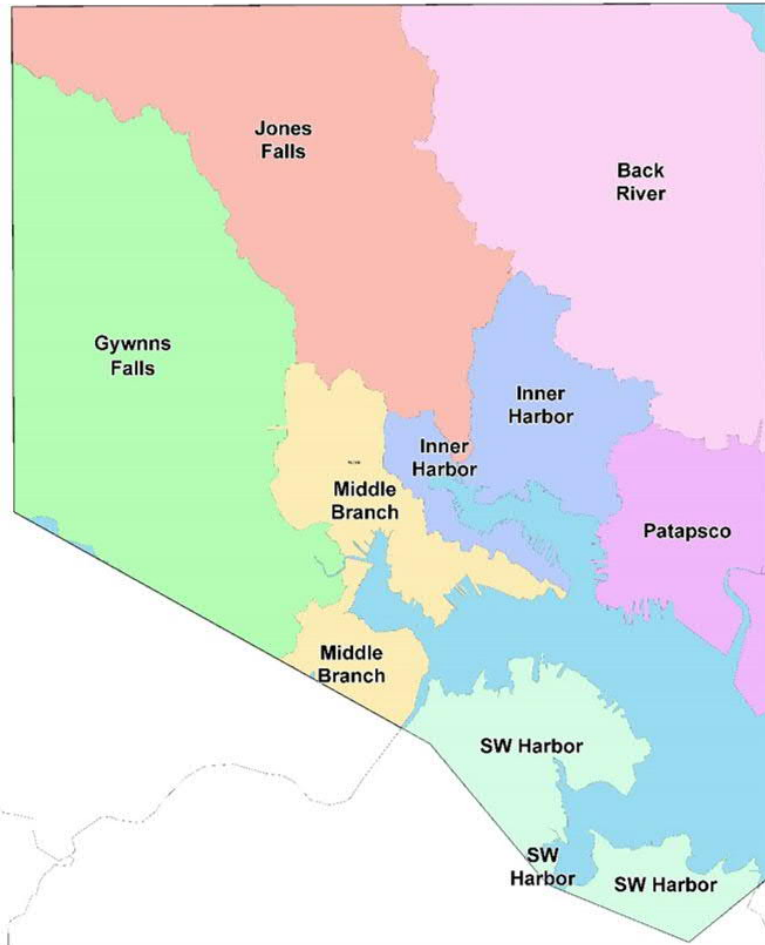 Jones
Falls
Back
River
Gywnns
Falls
Inner
Harbor
Inner
Harbor
Middle
Branch
Patapsco
Middle
Branch
SW Harbor
SW
Harbor
SW Harbor